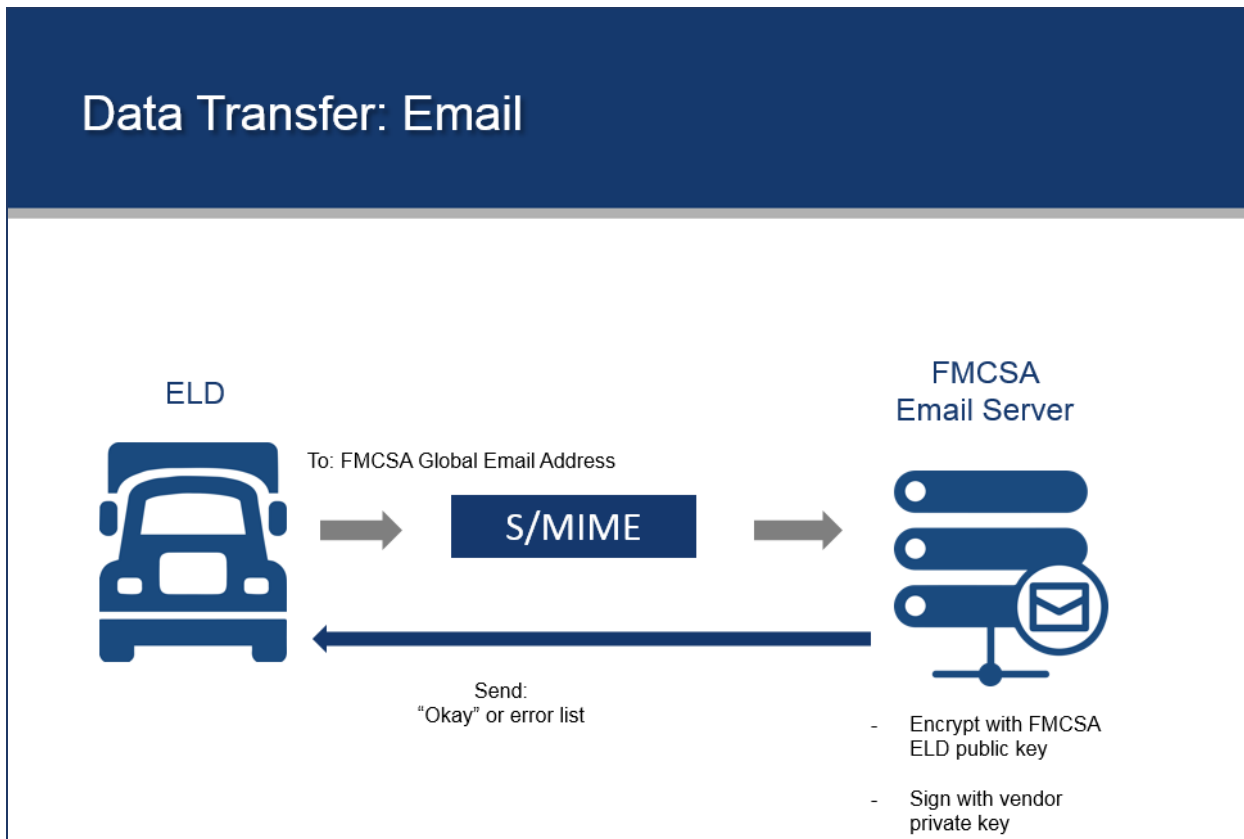 Data Transfer: Email
ELD
FMCSA
Email Server
To: FMCSA Global Email Address
S/MIME
Send:
“Okay” or error list
- Encrypt with FMCSA
ELD public key
- Sign with vendor
private key